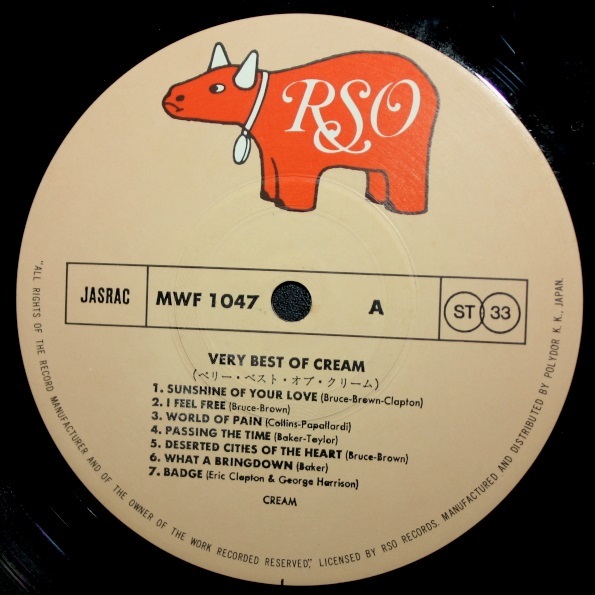 RSO
JASRAC
MWF 1047
A
ST 33
VERY BEST OF CREAM
(ベリー・ベスト・オブ・クリーム)
1. SUNSHINE OF YOUR LOVE (Bruce-Brown-Clapton)
2. I FEEL FREE (Bruce-Brown)
3. WORLD OF PAIN (Collins-Papallardi)
4. PASSING THE TIME (Baker-Taylor)
5. DESERTED CITIES OF THE HEART (Bruce-Brown)
6. WHAT A BRINGDOWN (Baker)
7. BADGE (Eric Clapton & George Harrison)
CREAM
"ALL RIGHTS OF THE RECORD MANUFACTURER AND OF THE OWNER OF THE WORK RECORDED RESERVED," LICENSED BY RSO RECORDS. MANUFACTURED AND DISTRIBUTED BY POLYDOR K. K., JAPAN.